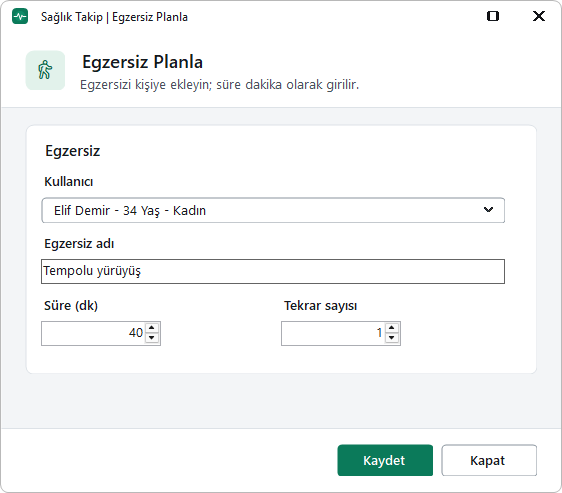 Sağlık Takip | Egzersiz Planla
Egzersiz Planla
Egzersizi kişiye ekleyin; süre dakika olarak girilir.
Egzersiz
Kullanıcı
Elif Demir - 34 Yaş - Kadın
Egzersiz adı
Tempolu yürüyüş
Süre (dk) Tekrar sayısı
40 1
Kaydet Kapat